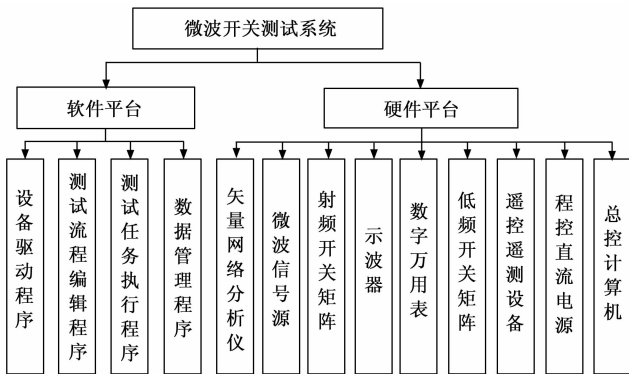 微波开关测试系统
软件平台
硬件平台
设备驱动程序
测试流程编辑程序
测试任务执行程序
数据管理程序
矢量网络分析仪
微波信号源
射频开关矩阵
示波器
数字万用表
低频开关矩阵
遥控遥测设备
程控直流电源
总控计算机